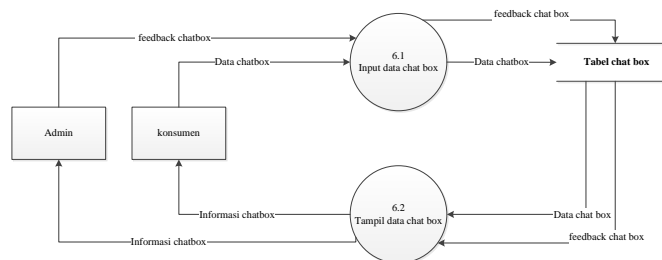 feedback chat box
feedback chatbox
6.1
Input data chat box
Data chatbox
Data chatbox
Tabel chat box
Admin
konsumen
6.2
Tampil data chat box
Informasi chatbox
Data chat box
Informasi chatbox
feedback chat box